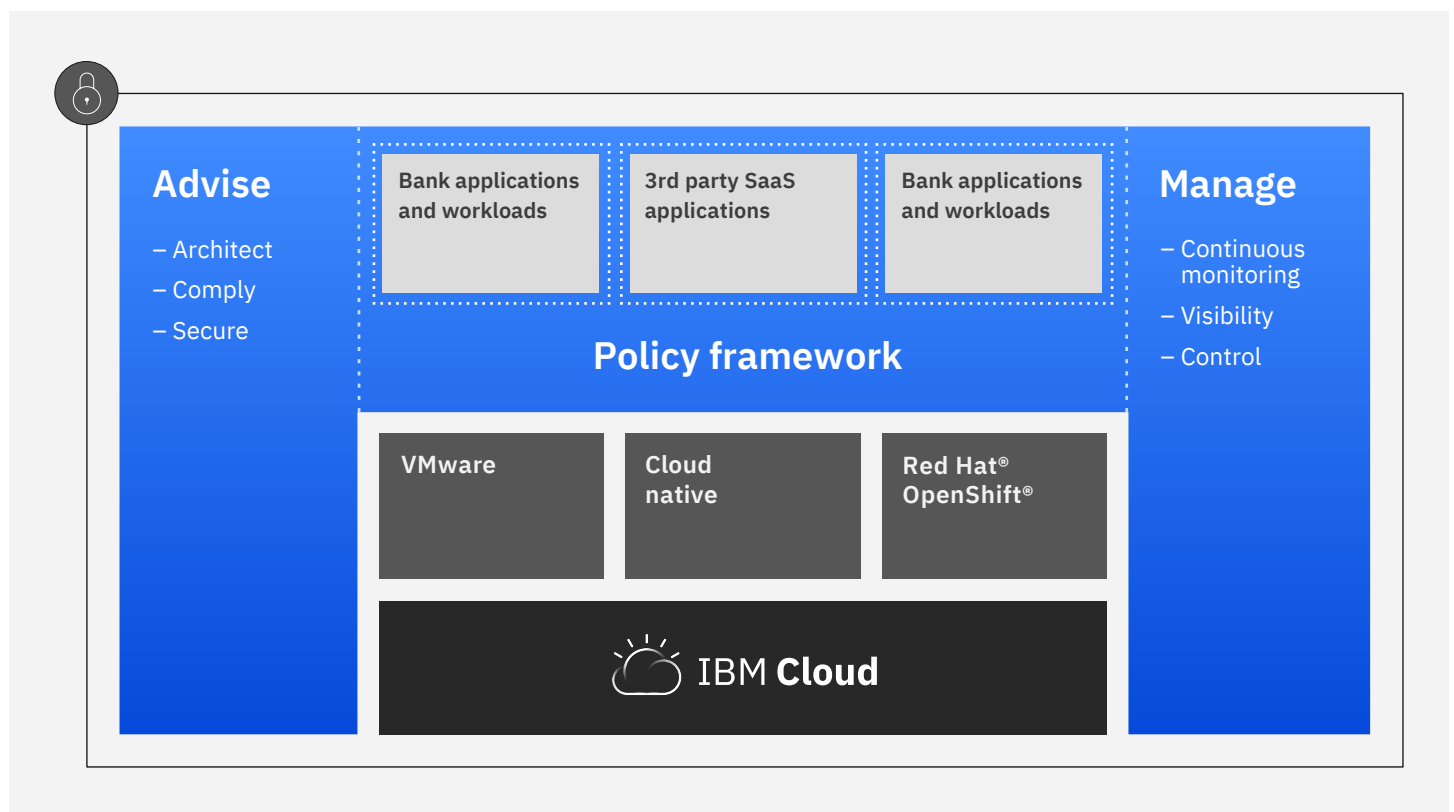 Advise
– Architect
– Comply
– Secure
Bank applications
and workloads
3rd party SaaS
applications
Bank applications
and workloads
Policy framework
Manage
– Continuous
monitoring
– Visibility
– Control
VMware
Cloud
native
Red Hat®
OpenShift®
IBM Cloud